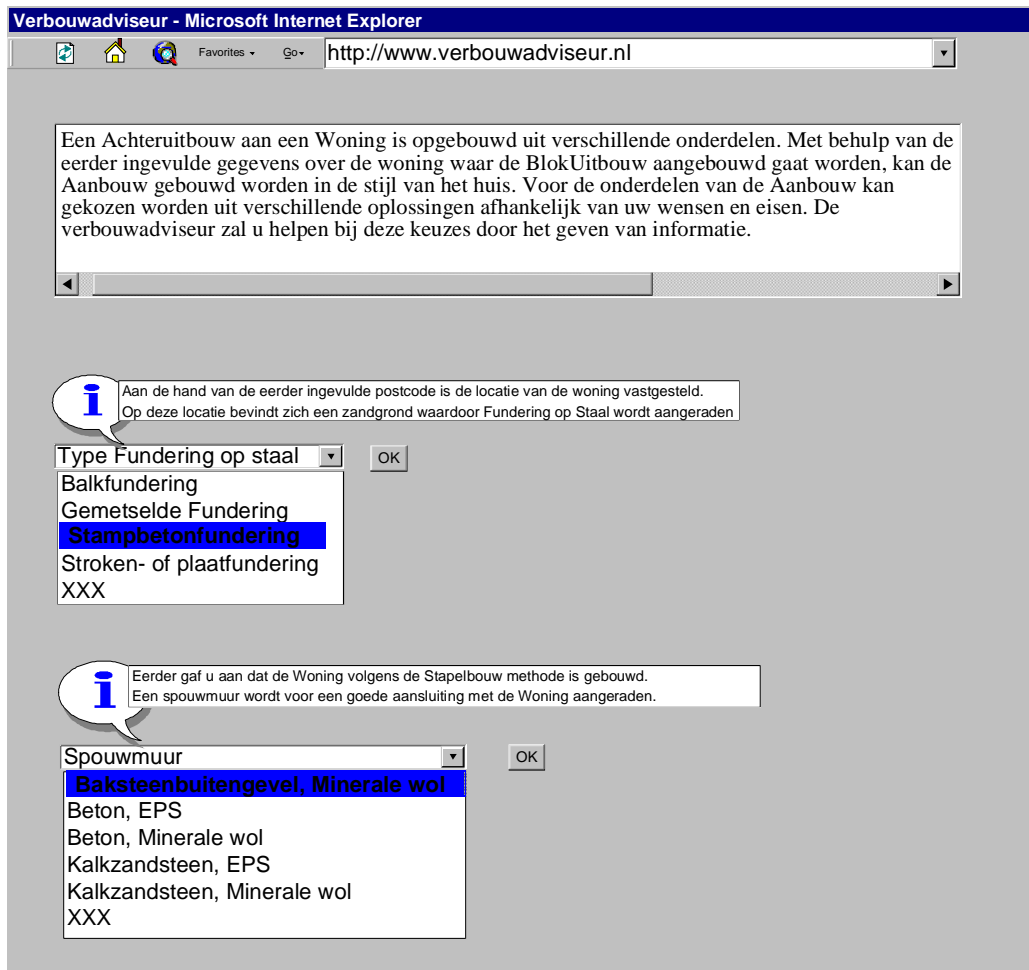 Verbouwadviseur - Microsoft Internet Explorer
Favorites Go http://www.verbouwadviseur.nl
Een Achteruitbouw aan een Woning is opgebouwd uit verschillende onderdelen. Met behulp van de
eerder ingevulde gegevens over de woning waar de BlokUitbouw aangebouwd gaat worden, kan de
Aanbouw gebouwd worden in de stijl van het huis. Voor de onderdelen van de Aanbouw kan
gekozen worden uit verschillende oplossingen afhankelijk van uw wensen en eisen. De
verbouwadviseur zal u helpen bij deze keuzes door het geven van informatie.
i
Aan de hand van de eerder ingevulde postcode is de locatie van de woning vastgesteld.
Op deze locatie bevindt zich een zandgrond waardoor Fundering op Staal wordt aangeraden
Type Fundering op staal OK
Balkfundering
Gemetselde Fundering
Stampbetonfundering
Stroken- of plaatfundering
XXX
i
Eerder gaf u aan dat de Woning volgens de Stapelbouw methode is gebouwd.
Een spouwmuur wordt voor een goede aansluiting met de Woning aangeraden.
Spouwmuur OK
Baksteenbuitengevel, Minerale wol
Beton, EPS
Beton, Minerale wol
Kalkzandsteen, EPS
Kalkzandsteen, Minerale wol
XXX